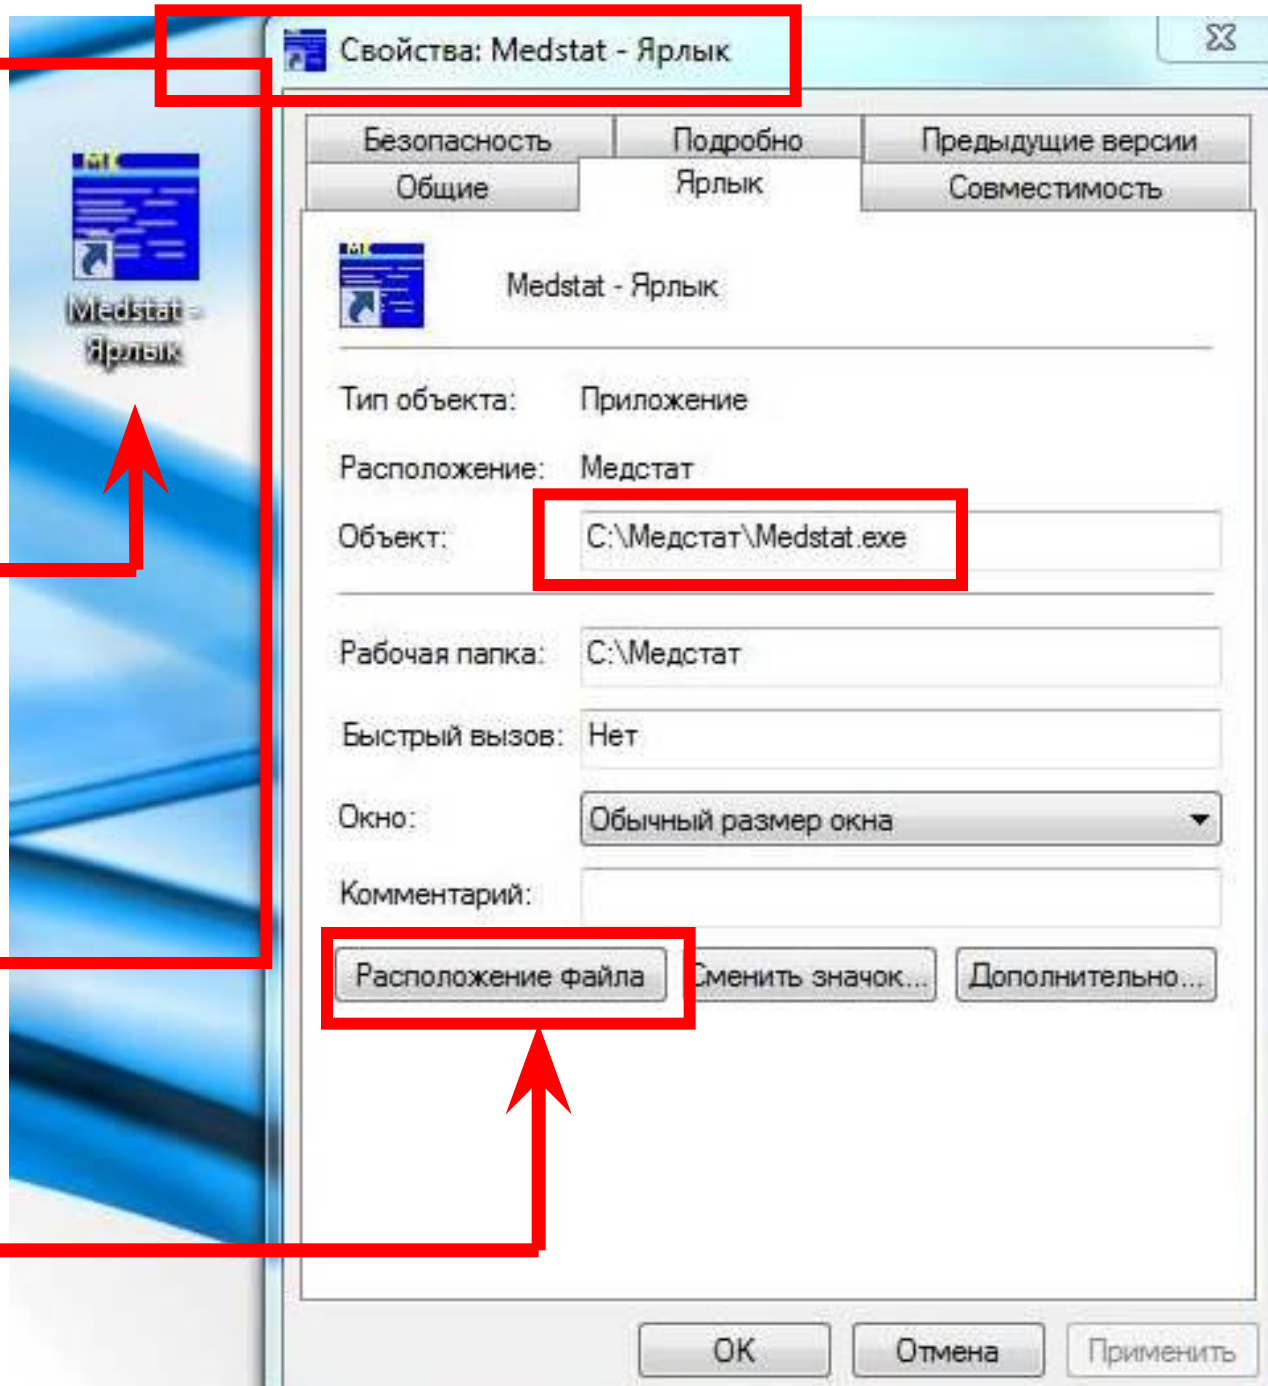 Свойства: Medstat - Ярлык
Безопасность Подробно Предыдущие версии
Общие Ярлык Совместимость
Medstat -
Ярлык
Medstat - Ярлык
Тип объекта: Приложение
Расположение: Медстат
Объект: C:\Медстат\Medstat.exe
Рабочая папка: C:\Медстат
Быстрый вызов: Нет
Окно: Обычный размер окна
Комментарий:
Расположение файла Сменить значок... Дополнительно...
OK Отмена Применить